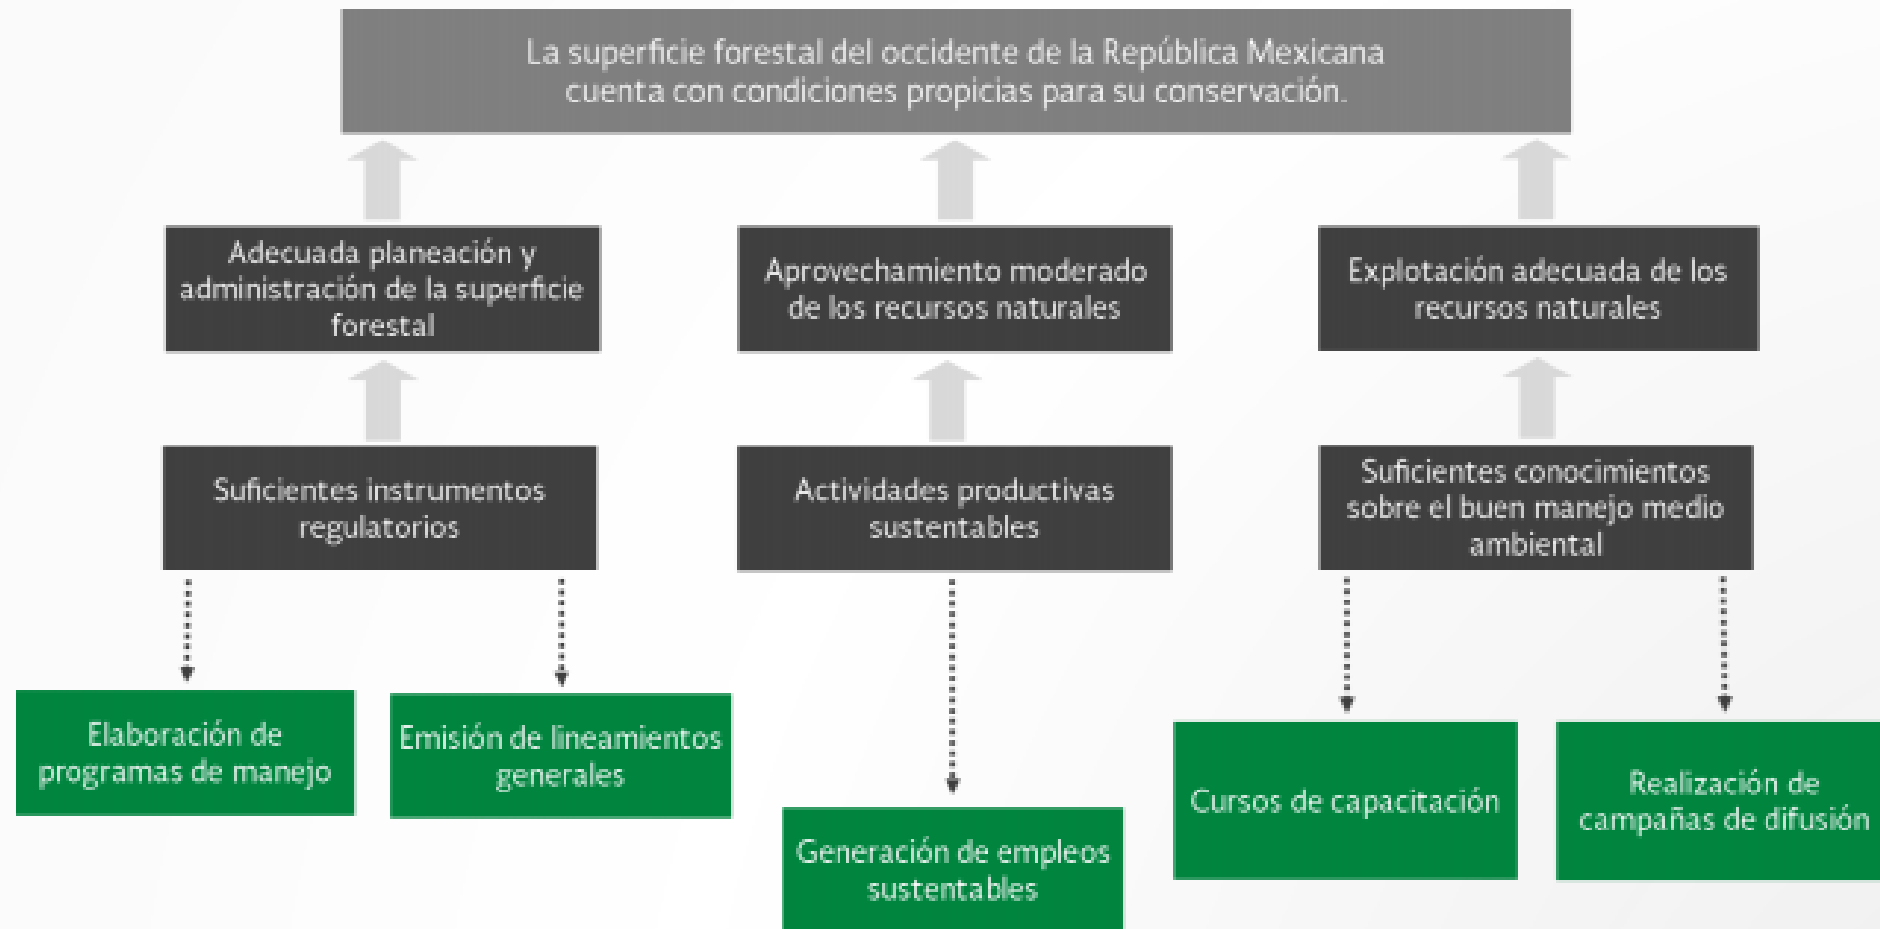 La superficie forestal del occidente de la República Mexicana
cuenta con condiciones propicias para su conservación.
Adecuada planeación y
administración de la superficie
forestal
Aprovechamiento moderado
de los recursos naturales
Explotación adecuada de los
recursos naturales
Suficientes instrumentos
regulatorios
Actividades productivas
sustentables
Suficientes conocimientos
sobre el buen manejo medio
ambiental
Elaboración de
programas de manejo
Emisión de lineamientos
generales
Generación de empleos
sustentables
Cursos de capacitación
Realización de
campañas de difusión